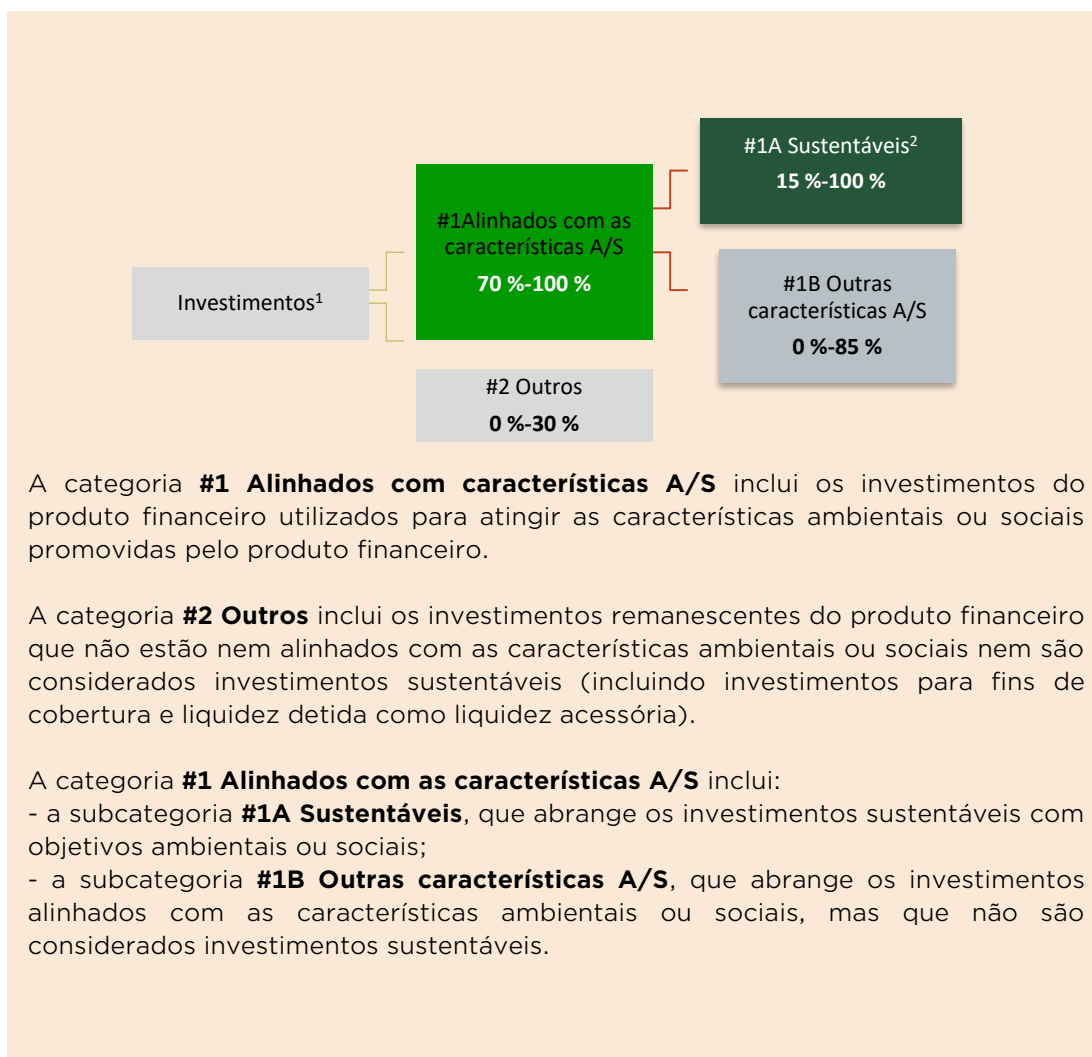 #1A Sustentáveis²
15 %-100 %
#1Alinhados com as
características A/S
70 %-100 %
Investimentos¹
#1B Outras
características A/S
0 %-85 %
#2 Outros
0 %-30 %
A categoria #1 Alinhados com características A/S inclui os investimentos do
produto financeiro utilizados para atingir as características ambientais ou sociais
promovidas pelo produto financeiro.
A categoria #2 Outros inclui os investimentos remanescentes do produto financeiro
que não estão nem alinhados com as características ambientais ou sociais nem são
considerados investimentos sustentáveis (incluindo investimentos para fins de
cobertura e liquidez detida como liquidez acessória).
A categoria #1 Alinhados com as características A/S inclui:
- a subcategoria #1A Sustentáveis, que abrange os investimentos sustentáveis com
objetivos ambientais ou sociais;
- a subcategoria #1B Outras características A/S, que abrange os investimentos
alinhados com as características ambientais ou sociais, mas que não são
considerados investimentos sustentáveis.